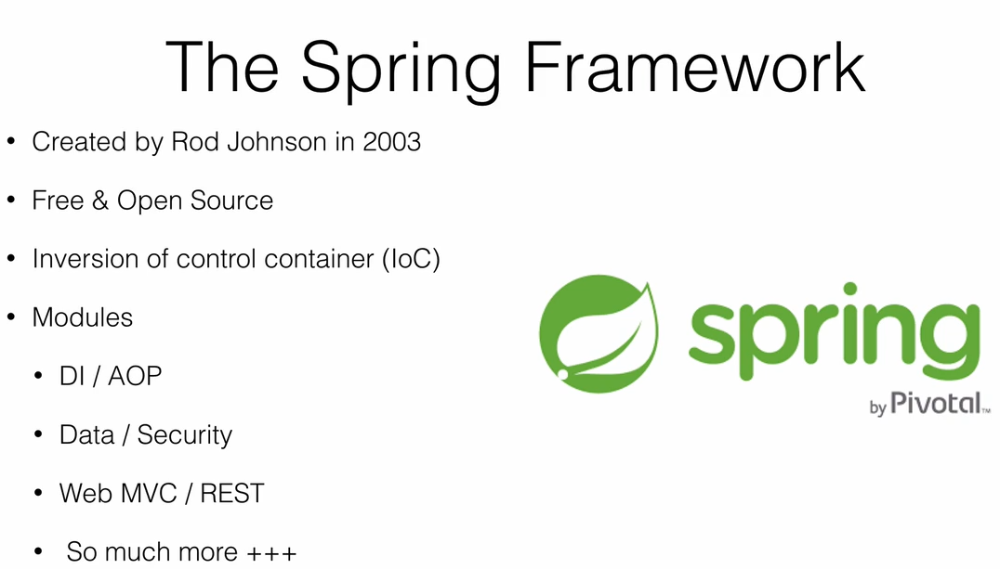 The Spring Framework
• Created by Rod Johnson in 2003
• Free & Open Source
• Inversion of control container (IoC)
• Modules
• DI / AOP
• Data / Security
• Web MVC / REST
• So much more +++
spring
by Pivotal™